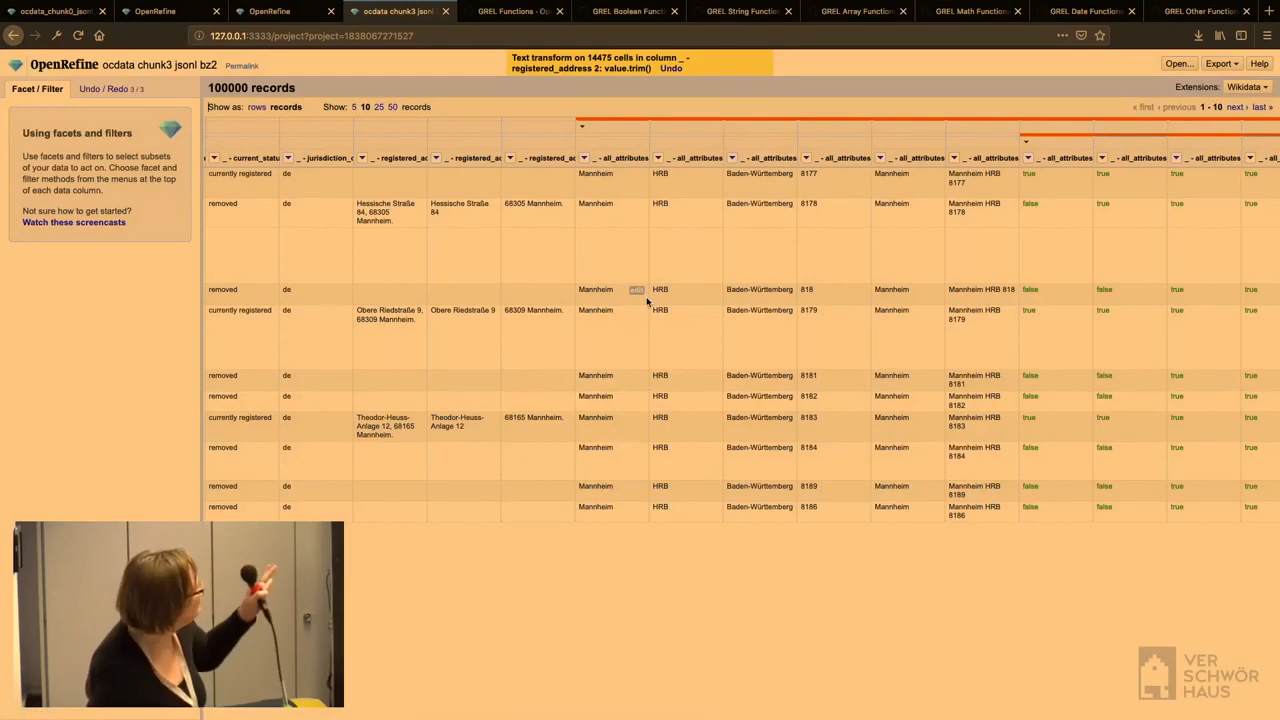 ocdata_chunk0_jsonl
OpenRefine
OpenRefine
ocdata chunk3 jsonl
GREL Functions · Op
GREL Boolean Funct
GREL String Functio
GREL Array Function
GREL Math Function
GREL Date Functions
GREL Other Function
127.0.0.1:3333/project?project=1838067271527
OpenRefine ocdata chunk3 jsonl bz2 Permalink
Text transform on 14475 cells in column _ -
registered_address 2: value.trim() Undo
Open... Export Help
Facet / Filter Undo / Redo 3 / 3
100000 records
Extensions: Wikidata
Show as: rows records Show: 5 10 25 50 records
« first ‹ previous 1 - 10 next › last »
Using facets and filters
Use facets and filters to select subsets
of your data to act on. Choose facet and
filter methods from the menus at the top
of each data column.
Not sure how to get started?
Watch these screencasts
_ - current_statu _ - jurisdiction_c _ - registered_ad _ - registered_ad _ - registered_ad _ - all_attributes _ - all_attributes _ - all_attributes _ - all_attributes _ - all_attributes _ - all_attributes _ - all_attributes _ - all_attributes _ - all_attributes _ - a
currently registered de Mannheim HRB Baden-Württemberg 8177 Mannheim Mannheim HRB true true true true
8177
removed de Hessische Straße Hessische Straße 68305 Mannheim. Mannheim HRB Baden-Württemberg 8178 Mannheim Mannheim HRB false true true true
84, 68305 84 8178
Mannheim.
removed de Mannheim edit HRB Baden-Württemberg 818 Mannheim Mannheim HRB 818 false false true true
currently registered de Obere Riedstraße 9, Obere Riedstraße 9 68309 Mannheim. Mannheim HRB Baden-Württemberg 8179 Mannheim Mannheim HRB true true true true
68309 Mannheim. 8179
removed de Mannheim HRB Baden-Württemberg 8181 Mannheim Mannheim HRB false false true true
8181
removed de Mannheim HRB Baden-Württemberg 8182 Mannheim Mannheim HRB false false true true
8182
currently registered de Theodor-Heuss- Theodor-Heuss- 68165 Mannheim. Mannheim HRB Baden-Württemberg 8183 Mannheim Mannheim HRB true true true true
Anlage 12, 68165 Anlage 12 8183
Mannheim.
removed de Mannheim HRB Baden-Württemberg 8184 Mannheim Mannheim HRB false false true true
8184
removed de Mannheim HRB Baden-Württemberg 8189 Mannheim Mannheim HRB false false true true
8189
removed de Mannheim HRB Baden-Württemberg 8186 Mannheim Mannheim HRB false false true true
8186
VER
SCHWÖR
HAUS